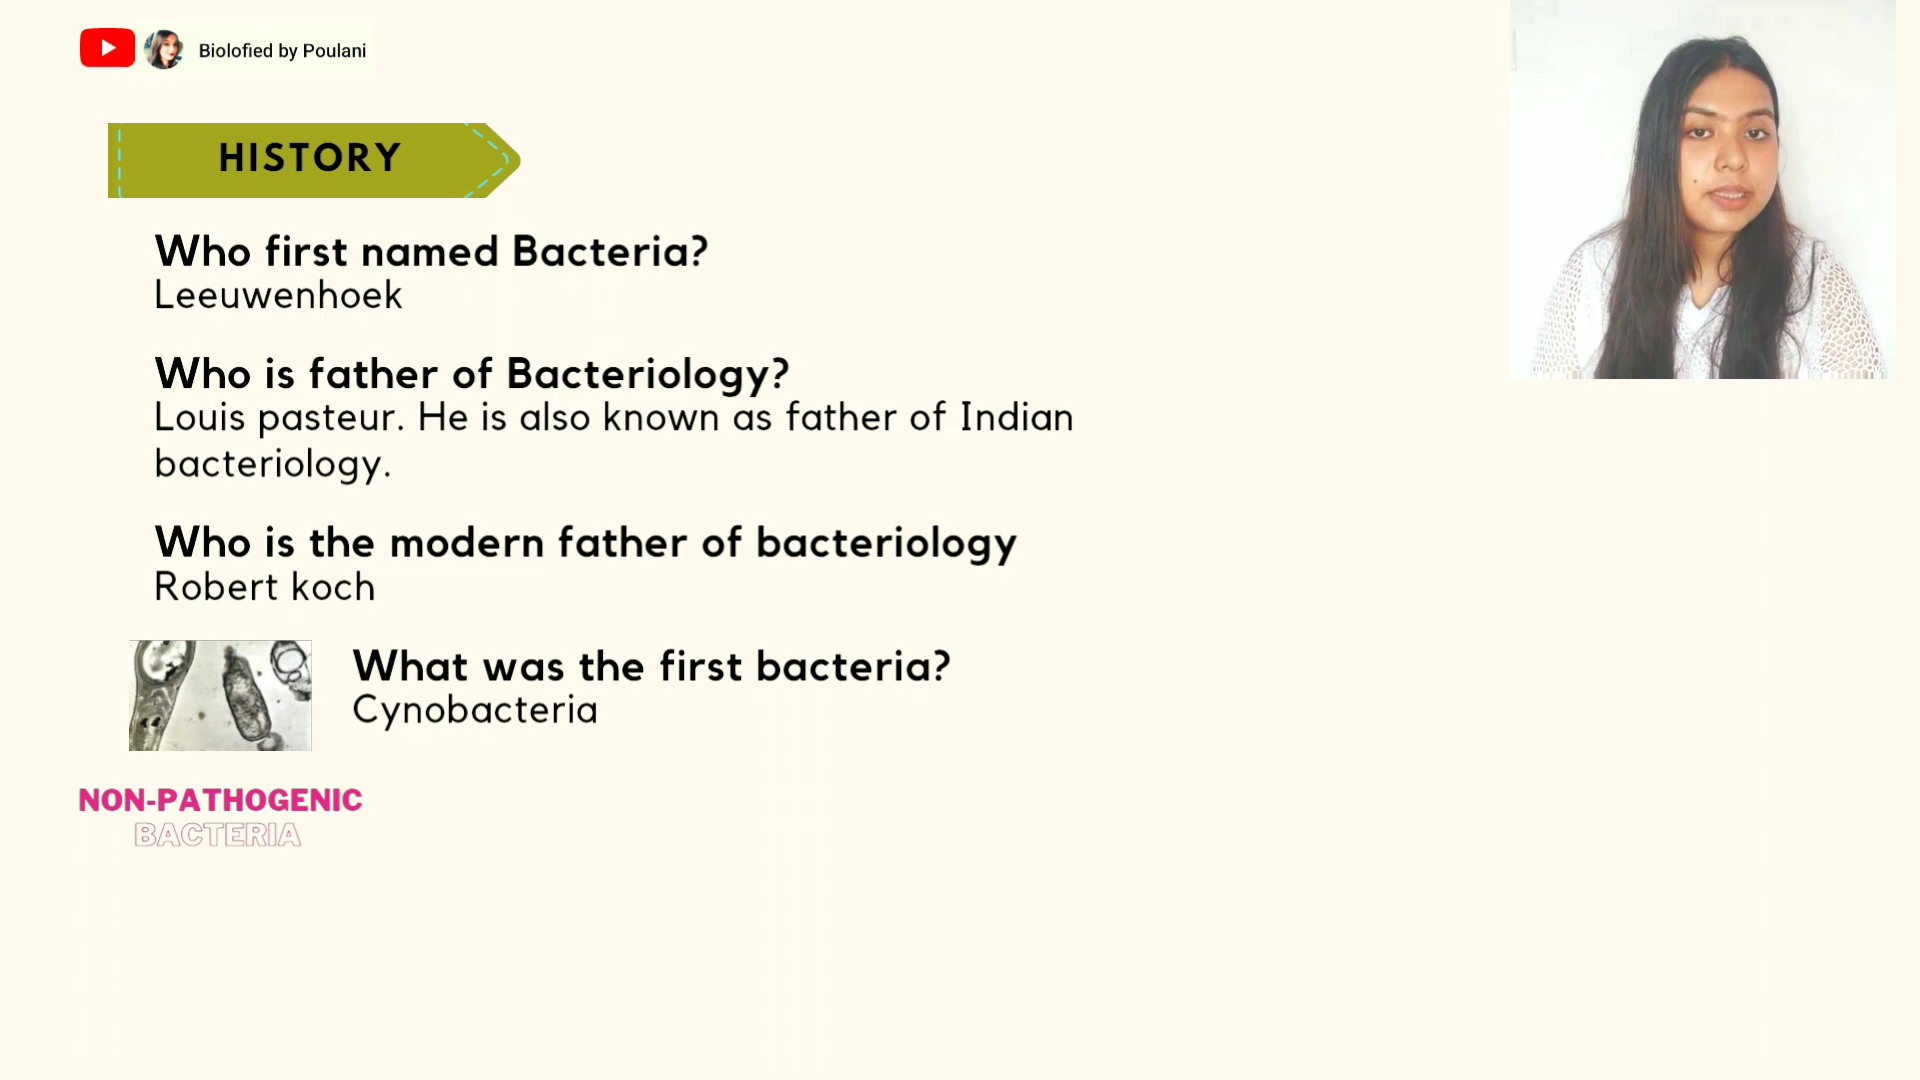 Biolofied by Poulani
HISTORY
Who first named Bacteria?
Leeuwenhoek
Who is father of Bacteriology?
Louis pasteur. He is also known as father of Indian
bacteriology.
Who is the modern father of bacteriology
Robert koch
What was the first bacteria?
Cynobacteria
NON-PATHOGENIC
BACTERIA